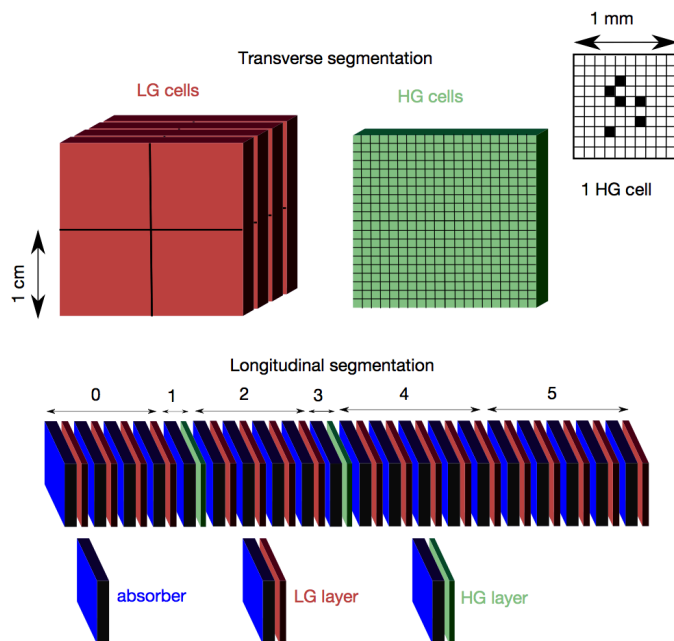 1 mm
Transverse segmentation
LG cells
HG cells
1 HG cell
1 cm
Longitudinal segmentation
0 1 2 3 4 5
absorber
LG layer
HG layer